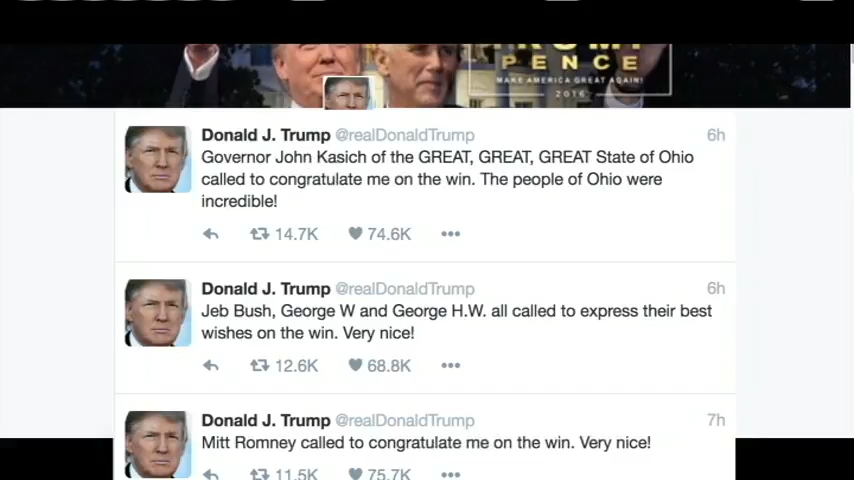 TRUMP
PENCE
MAKE AMERICA GREAT AGAIN!
2016
Donald J. Trump @realDonaldTrump 6h
Governor John Kasich of the GREAT, GREAT, GREAT State of Ohio
called to congratulate me on the win. The people of Ohio were
incredible!
14.7K 74.6K
Donald J. Trump @realDonaldTrump 6h
Jeb Bush, George W and George H.W. all called to express their best
wishes on the win. Very nice!
12.6K 68.8K
Donald J. Trump @realDonaldTrump 7h
Mitt Romney called to congratulate me on the win. Very nice!
11.5K 75.7K